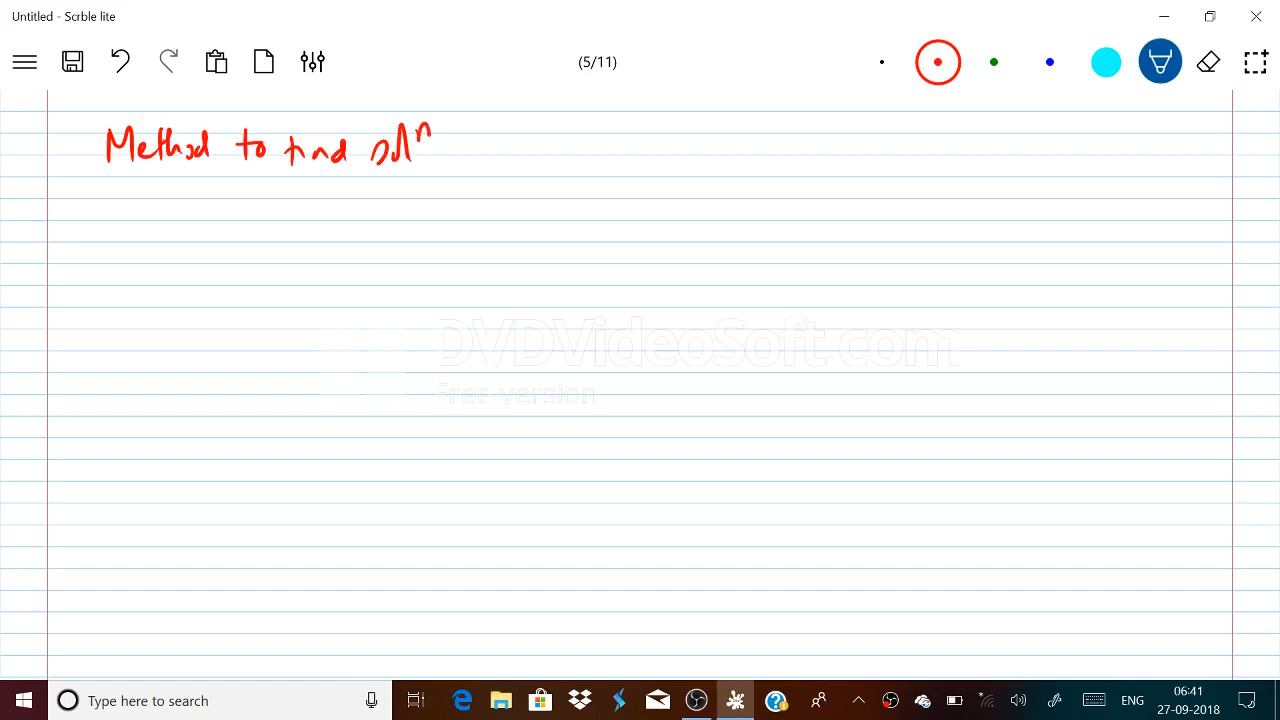 Untitled - Scrble lite
(5/11)
Method to find solⁿ
DVDVideoSoft.com
Free version
Type here to search
ENG
06:41
27-09-2018